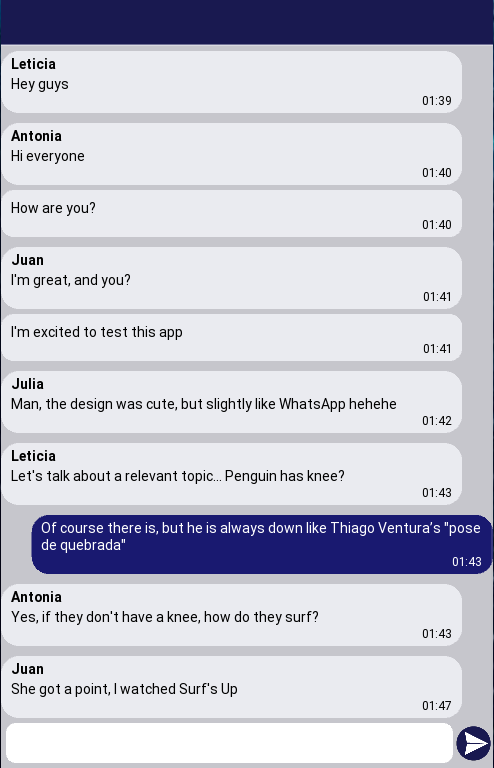 Leticia
Hey guys
01:39
Antonia
Hi everyone
01:40
How are you?
01:40
Juan
I'm great, and you?
01:41
I'm excited to test this app
01:41
Julia
Man, the design was cute, but slightly like WhatsApp hehehe
01:42
Leticia
Let's talk about a relevant topic... Penguin has knee?
01:43
Of course there is, but he is always down like Thiago Ventura’s "pose
de quebrada"
01:43
Antonia
Yes, if they don't have a knee, how do they surf?
01:43
Juan
She got a point, I watched Surf's Up
01:47